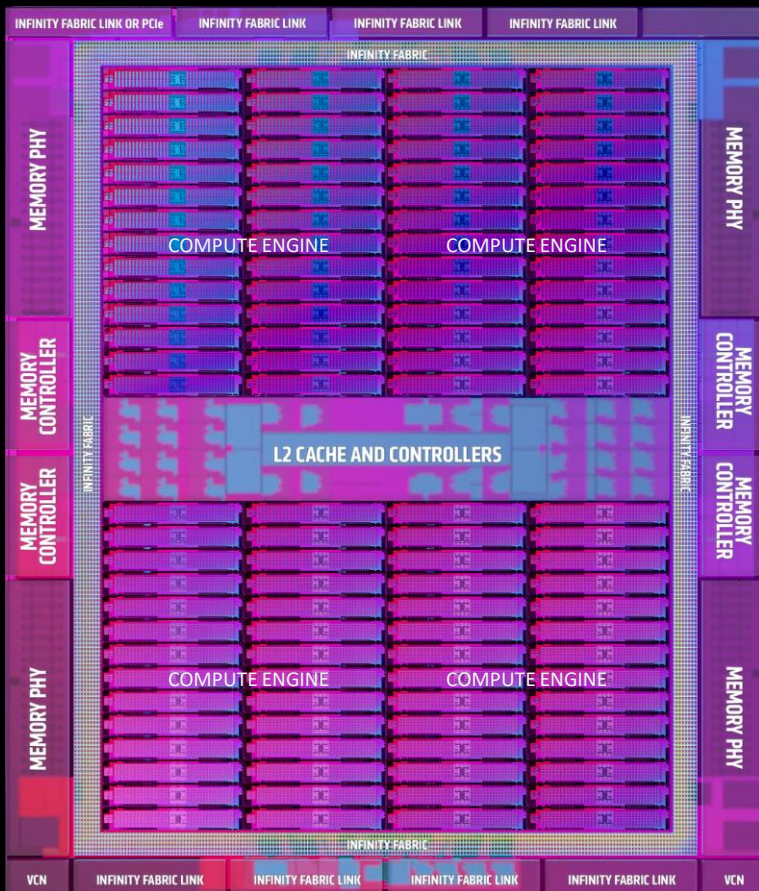 INFINITY FABRIC LINK OR PCIe
INFINITY FABRIC LINK
INFINITY FABRIC LINK
INFINITY FABRIC LINK
INFINITY FABRIC
MEMORY PHY
MEMORY PHY
COMPUTE ENGINE
COMPUTE ENGINE
MEMORY
CONTROLLER
MEMORY
CONTROLLER
INFINITY FABRIC
L2 CACHE AND CONTROLLERS
INFINITY FABRIC
MEMORY
CONTROLLER
MEMORY
CONTROLLER
COMPUTE ENGINE
COMPUTE ENGINE
MEMORY PHY
MEMORY PHY
INFINITY FABRIC
VCN
INFINITY FABRIC LINK
INFINITY FABRIC LINK
INFINITY FABRIC LINK
INFINITY FABRIC LINK
VCN